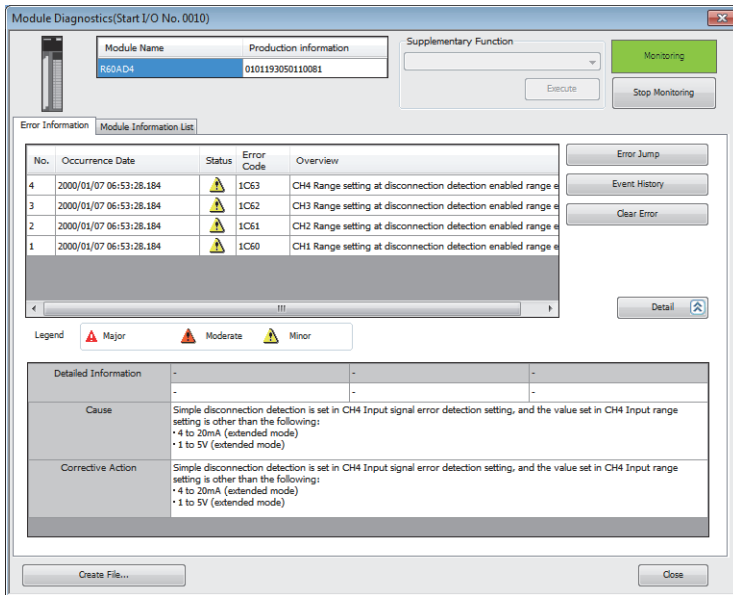 Module Diagnostics(Start I/O No. 0010)
Module Name Production information
R60AD4 0101193050110081
Supplementary Function
Execute
Monitoring
Stop Monitoring
Error Information Module Information List
No. Occurrence Date Status Error Code Overview
4 2000/01/07 06:53:28.184 1C63 CH4 Range setting at disconnection detection enabled range e
3 2000/01/07 06:53:28.184 1C62 CH3 Range setting at disconnection detection enabled range e
2 2000/01/07 06:53:28.184 1C61 CH2 Range setting at disconnection detection enabled range e
1 2000/01/07 06:53:28.184 1C60 CH1 Range setting at disconnection detection enabled range e
Error Jump
Event History
Clear Error
Detail
Legend Major Moderate Minor
Detailed Information - - -
- - -
Cause Simple disconnection detection is set in CH4 Input signal error detection setting, and the value set in CH4 Input range
setting is other than the following:
・4 to 20mA (extended mode)
・1 to 5V (extended mode)
Corrective Action Simple disconnection detection is set in CH4 Input signal error detection setting, and the value set in CH4 Input range
setting is other than the following:
・4 to 20mA (extended mode)
・1 to 5V (extended mode)
Create File... Close